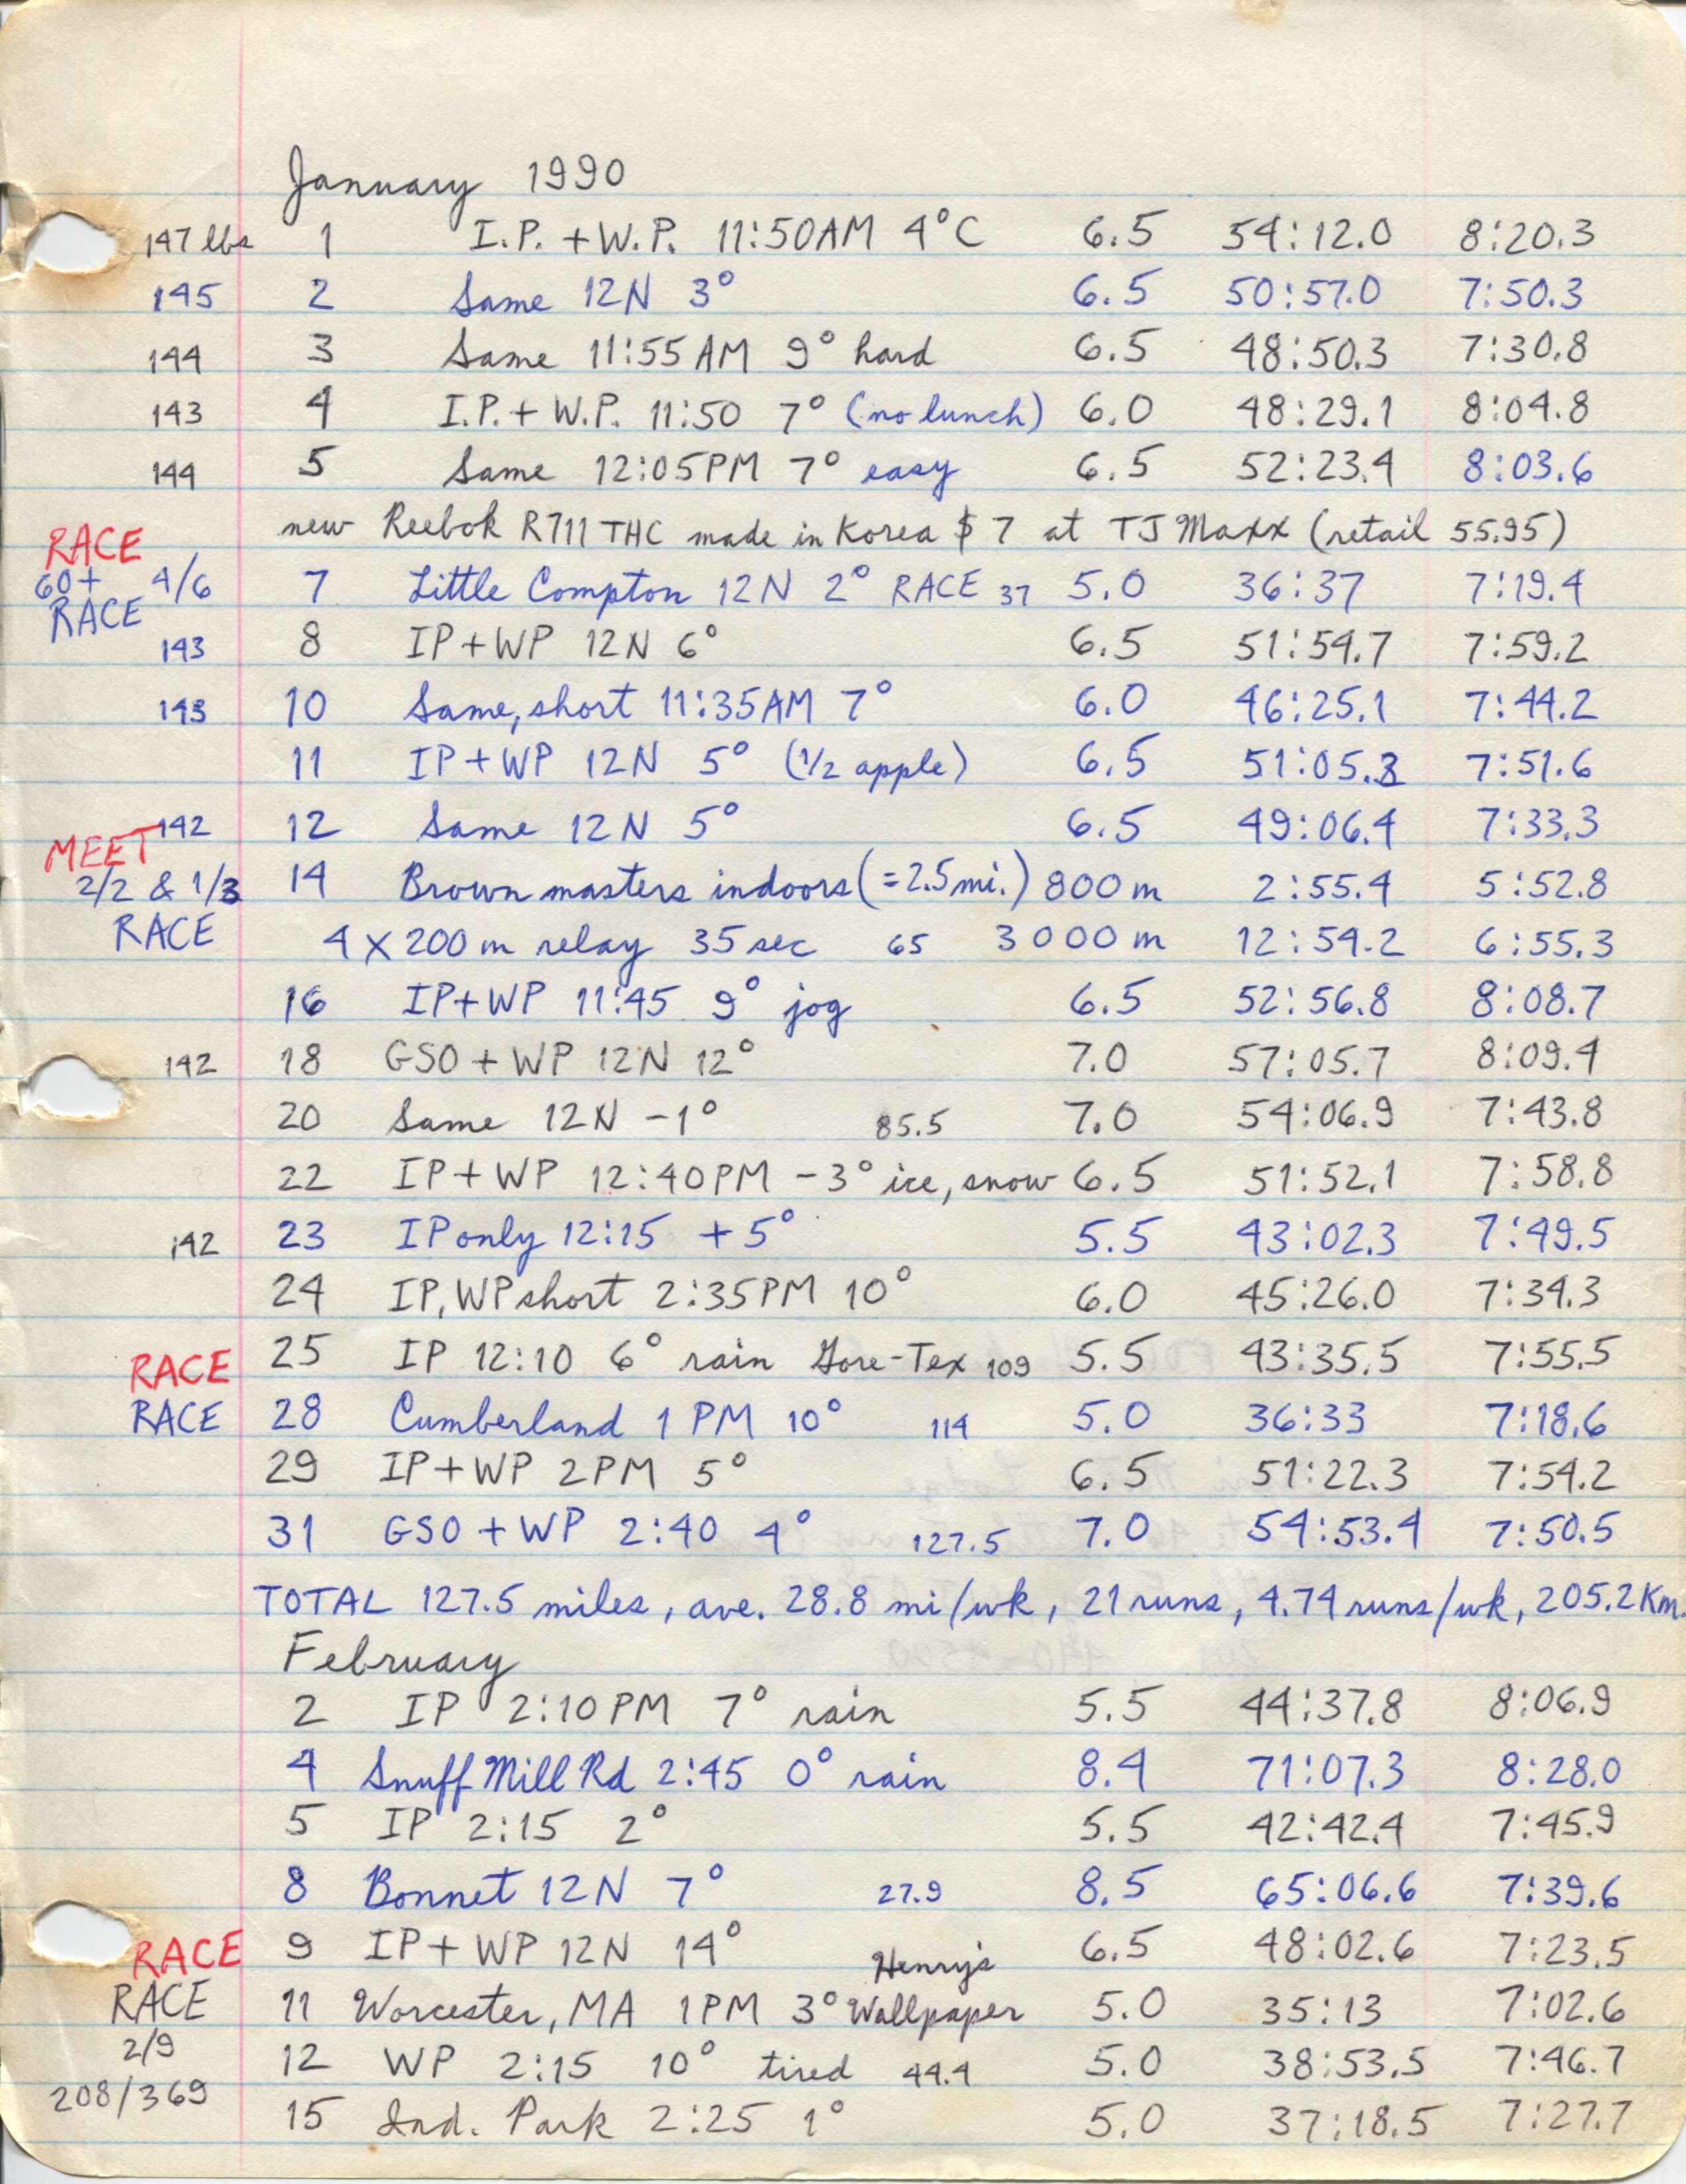 January 1990
147 lbs 1 I.P. + W.P. 11:50AM 4°C 6.5 54:12.0 8:20.3
145 2 Same 12N 3° 6.5 50:57.0 7:50.3
144 3 Same 11:55AM 9° hard 6.5 48:50.3 7:30.8
143 4 I.P. + W.P. 11:50 7° (no lunch) 6.0 48:29.1 8:04.8
144 5 Same 12:05PM 7° easy 6.5 52:23.4 8:03.6
new Reebok R711 THC made in Korea $7 at TJ Maxx (retail 55.95)
RACE
60+ 4/6 7 Little Compton 12N 2° RACE 37 5.0 36:37 7:19.4
RACE
143 8 IP+WP 12N 6° 6.5 51:54.7 7:59.2
143 10 Same, short 11:35AM 7° 6.0 46:25.1 7:44.2
11 IP+WP 12N 5° (1/2 apple) 6.5 51:05.3 7:51.6
142 12 Same 12N 5° 6.5 49:06.4 7:33.3
MEET
2/2 & 1/3 14 Brown masters indoors (=2.5mi.) 800m 2:55.4 5:52.8
RACE 4 X 200m relay 35 sec 65 3000m 12:54.2 6:55.3
16 IP+WP 11:45 9° jog 6.5 52:56.8 8:08.7
142 18 GSO + WP 12N 12° 7.0 57:05.7 8:09.4
20 Same 12N -1° 85.5 7.0 54:06.9 7:43.8
22 IP+WP 12:40PM -3° ice, snow 6.5 51:52.1 7:58.8
142 23 IP only 12:15 +5° 5.5 43:02.3 7:49.5
24 IP, WP short 2:35PM 10° 6.0 45:26.0 7:34.3
25 IP 12:10 6° rain Gore-Tex 109 5.5 43:35.5 7:55.5
RACE
RACE 28 Cumberland 1 PM 10° 114 5.0 36:33 7:18.6
29 IP+WP 2PM 5° 6.5 51:22.3 7:54.2
31 GSO + WP 2:40 4° 127.5 7.0 54:53.4 7:50.5
TOTAL 127.5 miles, ave. 28.8 mi/wk, 21 runs, 4.74 runs/wk, 205.2 Km.
February
2 IP 2:10PM 7° rain 5.5 44:37.8 8:06.9
4 Snuff Mill Rd 2:45 0° rain 8.4 71:07.3 8:28.0
5 IP 2:15 2° 5.5 42:42.4 7:45.9
8 Bonnet 12N 7° 27.9 8.5 65:06.6 7:39.6
RACE 9 IP+WP 12N 14° 6.5 48:02.6 7:23.5
RACE 11 Worcester, MA 1PM 3° Henry's Wallpaper 5.0 35:13 7:02.6
2/9 12 WP 2:15 10° tired 44.4 5.0 38:53.5 7:46.7
208/369
15 Ind. Park 2:25 1° 5.0 37:18.5 7:27.7